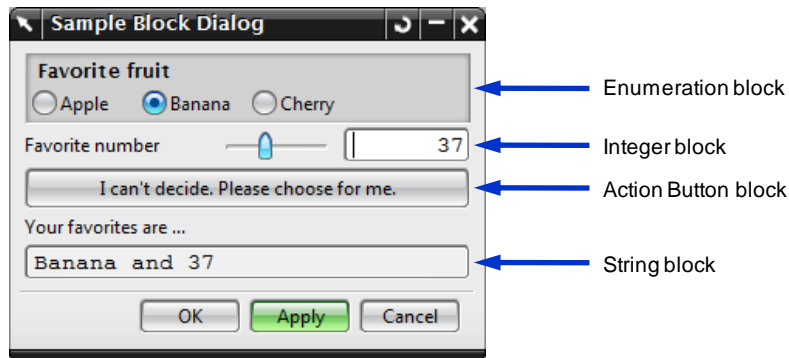 Sample Block Dialog
Favorite fruit
Enumeration block
Apple Banana Cherry
Favorite number 37 Integer block
I can't decide. Please choose for me. Action Button block
Your favorites are ...
Banana and 37 String block
OK Apply Cancel